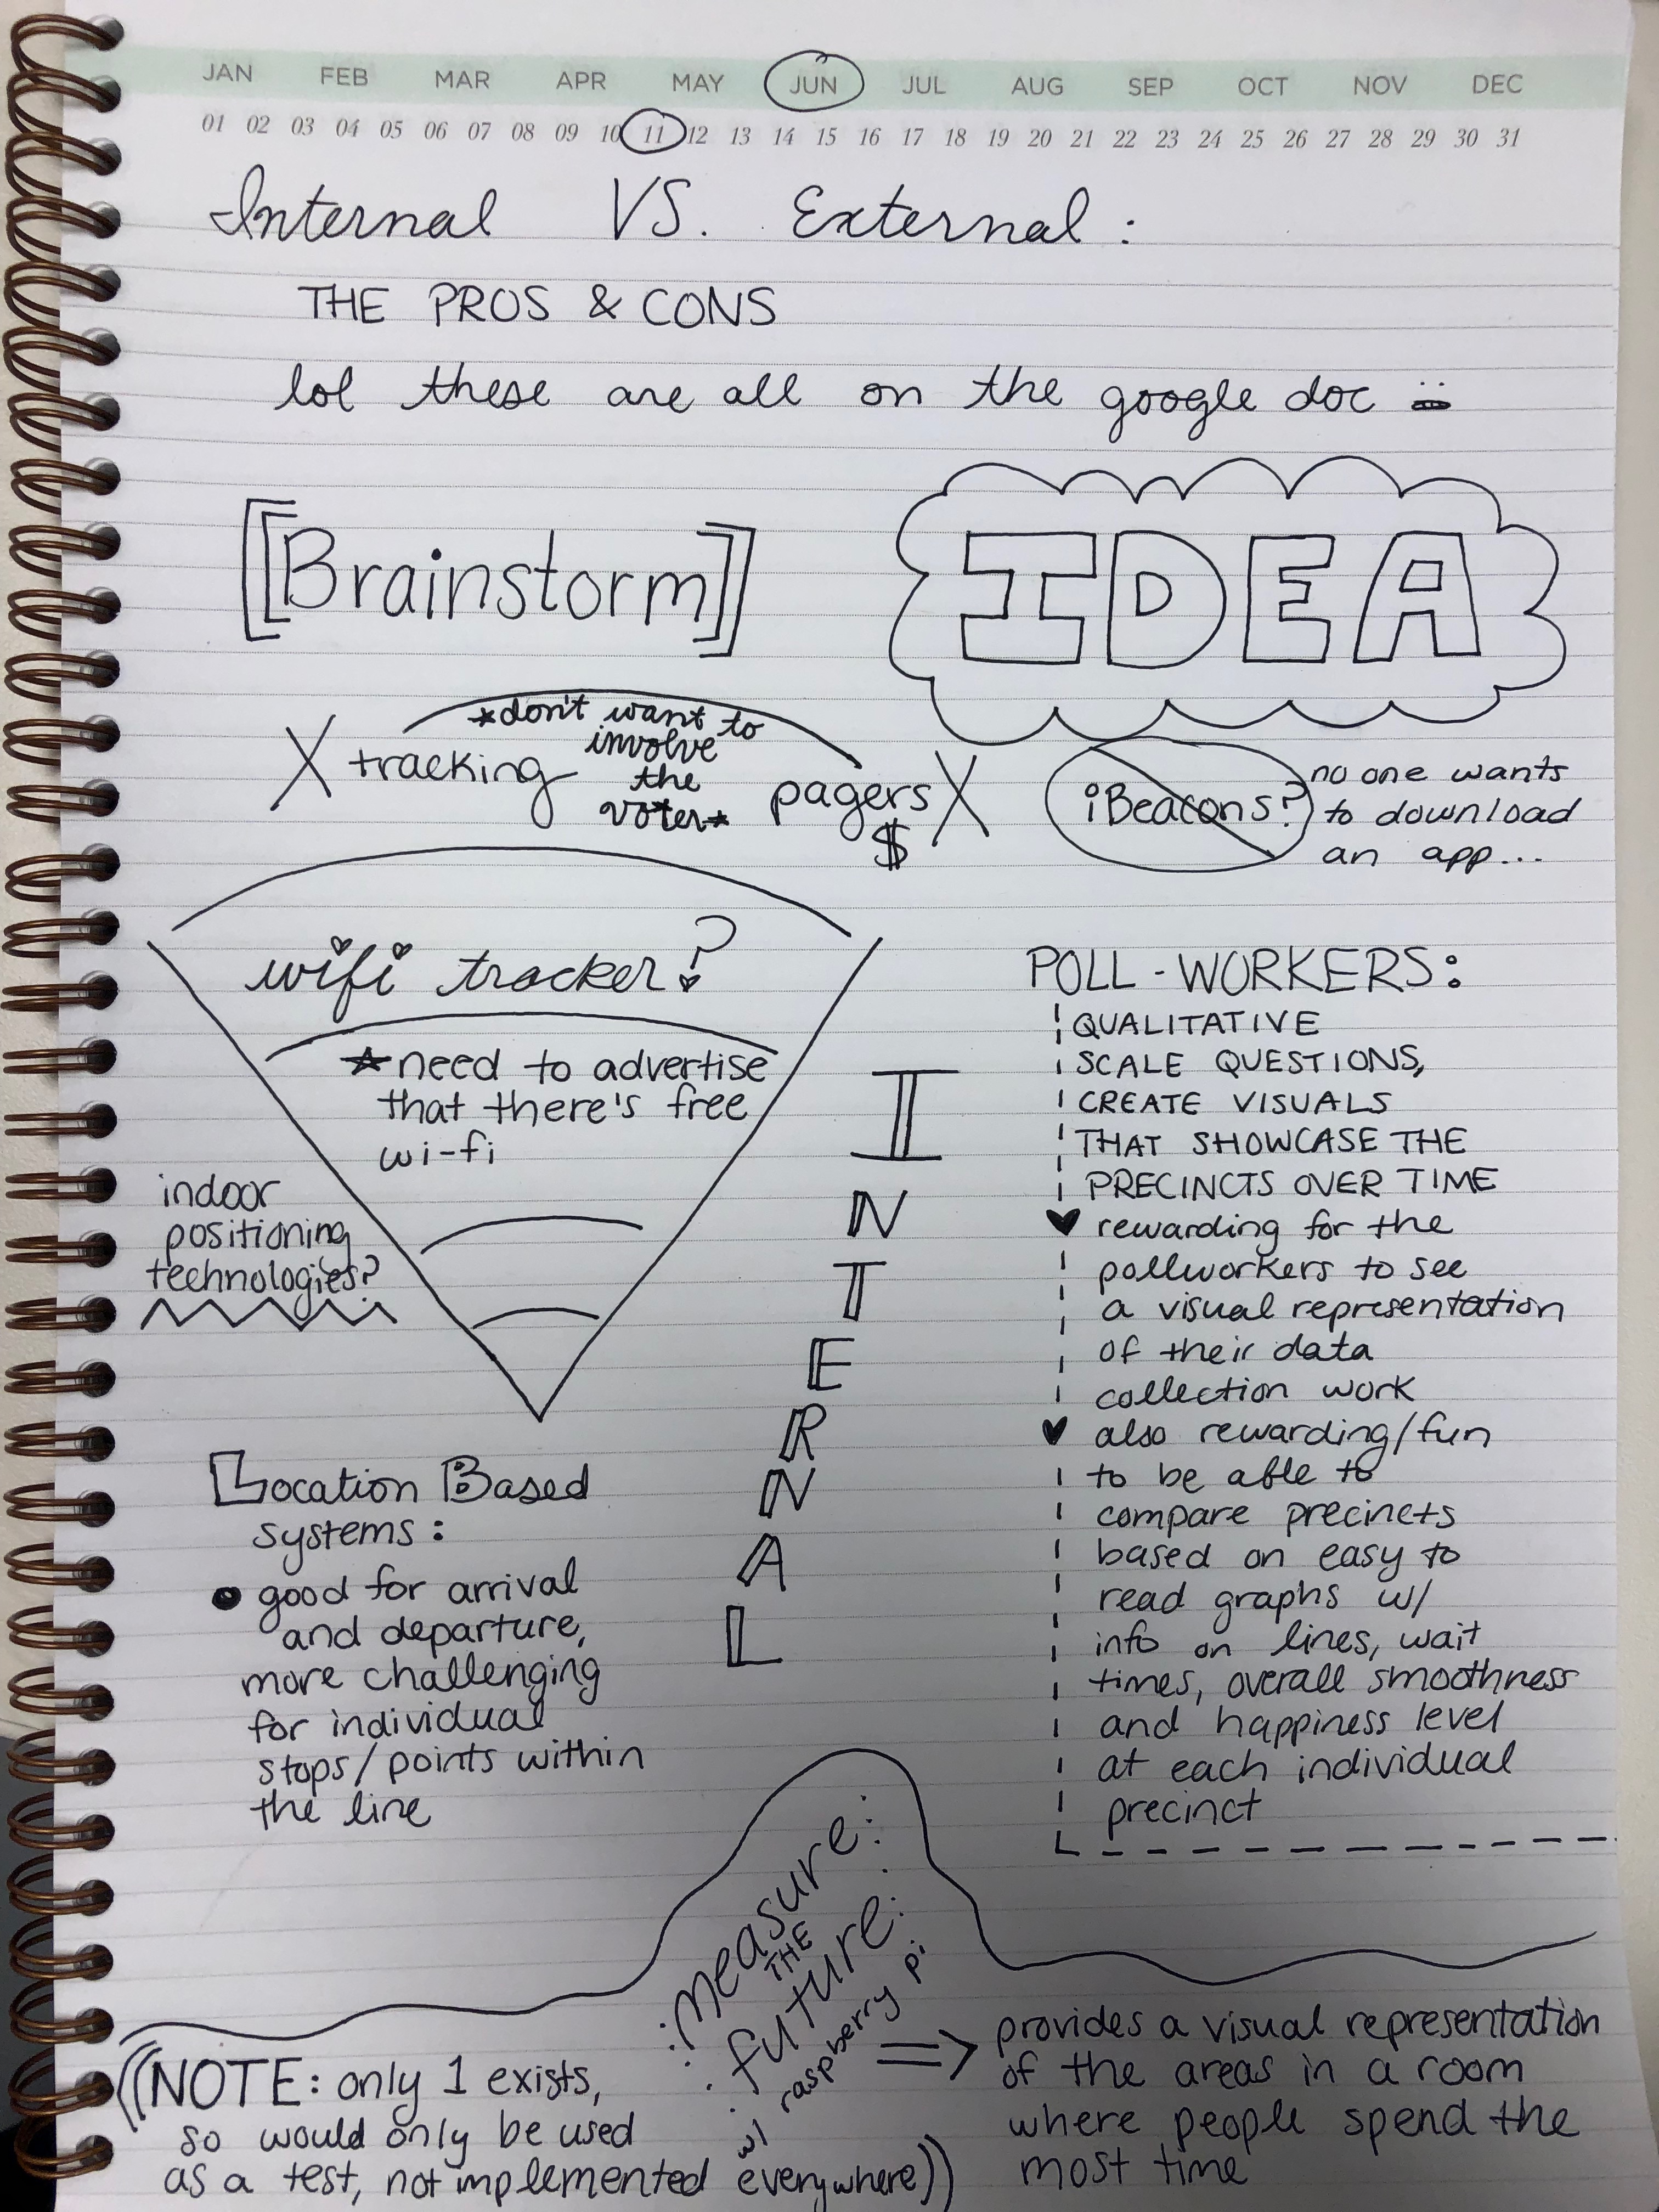 JAN FEB MAR APR MAY JUN JUL AUG SEP OCT NOV DEC
01 02 03 04 05 06 07 08 09 10 11 12 13 14 15 16 17 18 19 20 21 22 23 24 25 26 27 28 29 30 31
Internal VS. External:
THE PROS & CONS
lol these are all on the google doc
[[Brainstorm]]
IDEA
X tracking
*don't want to
involve
the
voter*
pagers X
$
iBeacons?
no one wants
to download
an app...
wifi tracker?
*need to advertise
that there's free
wi-fi
indoor
positioning
technologies?
INTERNAL
Location Based
systems:
• good for arrival
and departure,
more challenging
for individual
stops/points within
the line
POLL-WORKERS:
QUALITATIVE
SCALE QUESTIONS,
CREATE VISUALS
THAT SHOWCASE THE
PRECINCTS OVER TIME
♥ rewarding for the
pollworkers to see
a visual representation
of their data
collection work
♥ also rewarding/fun
to be able to
compare precincts
based on easy to
read graphs w/
info on lines, wait
times, overall smoothness
and happiness level
at each individual
precinct
:measure:
THE
:future:
w/ raspberry pi
((NOTE: only 1 exists,
so would only be used
as a test, not implemented everywhere))
=> provides a visual representation
of the areas in a room
where people spend the
most time